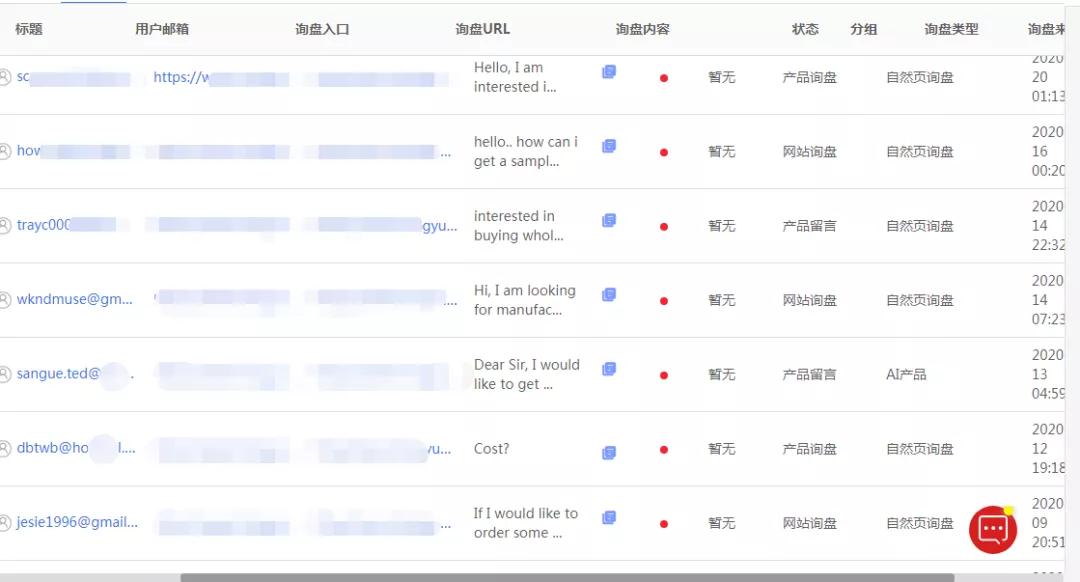 标题 用户邮箱 询盘入口 询盘URL 询盘内容 状态 分组 询盘类型 询盘来
Hello, I am
interested i...
https://w
暂无 产品询盘 自然页询盘
2020
20
01:13
how
...
hello.. how can i
get a sampl...
暂无 网站询盘 自然页询盘
2020
16
00:20
trayc000
gyu...
interested in
buying whol...
暂无 产品留言 自然页询盘
2020
14
22:32
wkndmuse@gm...
...
Hi, I am looking
for manufac...
暂无 网站询盘 自然页询盘
2020
14
07:23
sangue.ted@
Dear Sir, I would
like to get ...
暂无 产品留言 AI产品
2020
13
04:59
dbtwb@ho l....
yu...
Cost?
暂无 产品询盘 自然页询盘
2020
12
19:18
jesie1996@gmail...
...
If I would like to
order some ...
暂无 网站询盘 自然页询盘
2020
09
20:51